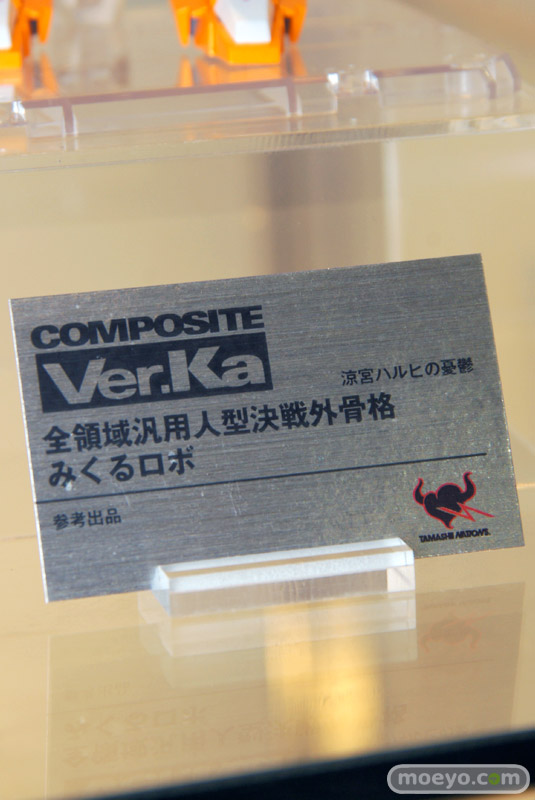 COMPOSITE
Ver.Ka
涼宮ハルヒの憂鬱
全領域汎用人型決戦外骨格
みくるロボ
参考出品
TAMASHII NATIONS
moeyo.com